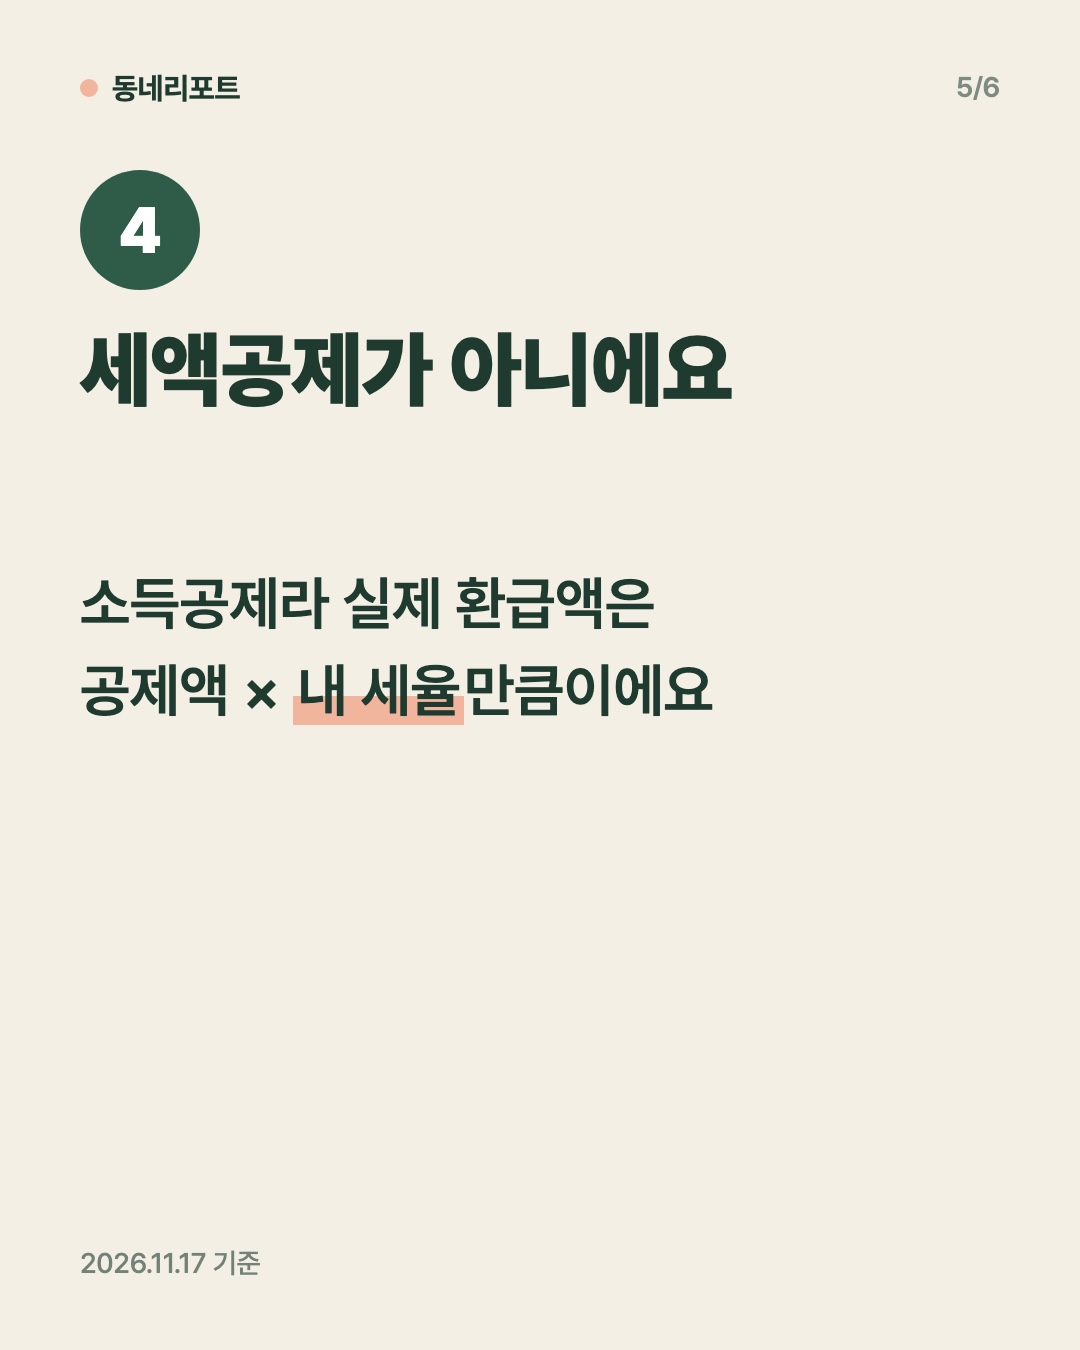 동네리포트
5/6
4
세액공제가 아니에요
소득공제라 실제 환급액은
공제액 × 내 세율만큼이에요
2026.11.17 기준